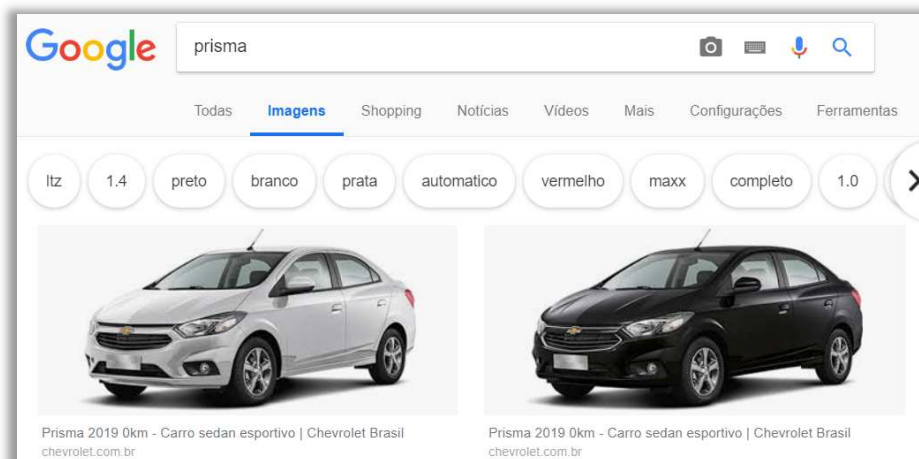 Google prisma
Todas Imagens Shopping Notícias Vídeos Mais Configurações Ferramentas
ltz 1.4 preto branco prata automatico vermelho maxx completo 1.0
Prisma 2019 0km - Carro sedan esportivo | Chevrolet Brasil
chevrolet.com.br
Prisma 2019 0km - Carro sedan esportivo | Chevrolet Brasil
chevrolet.com.br